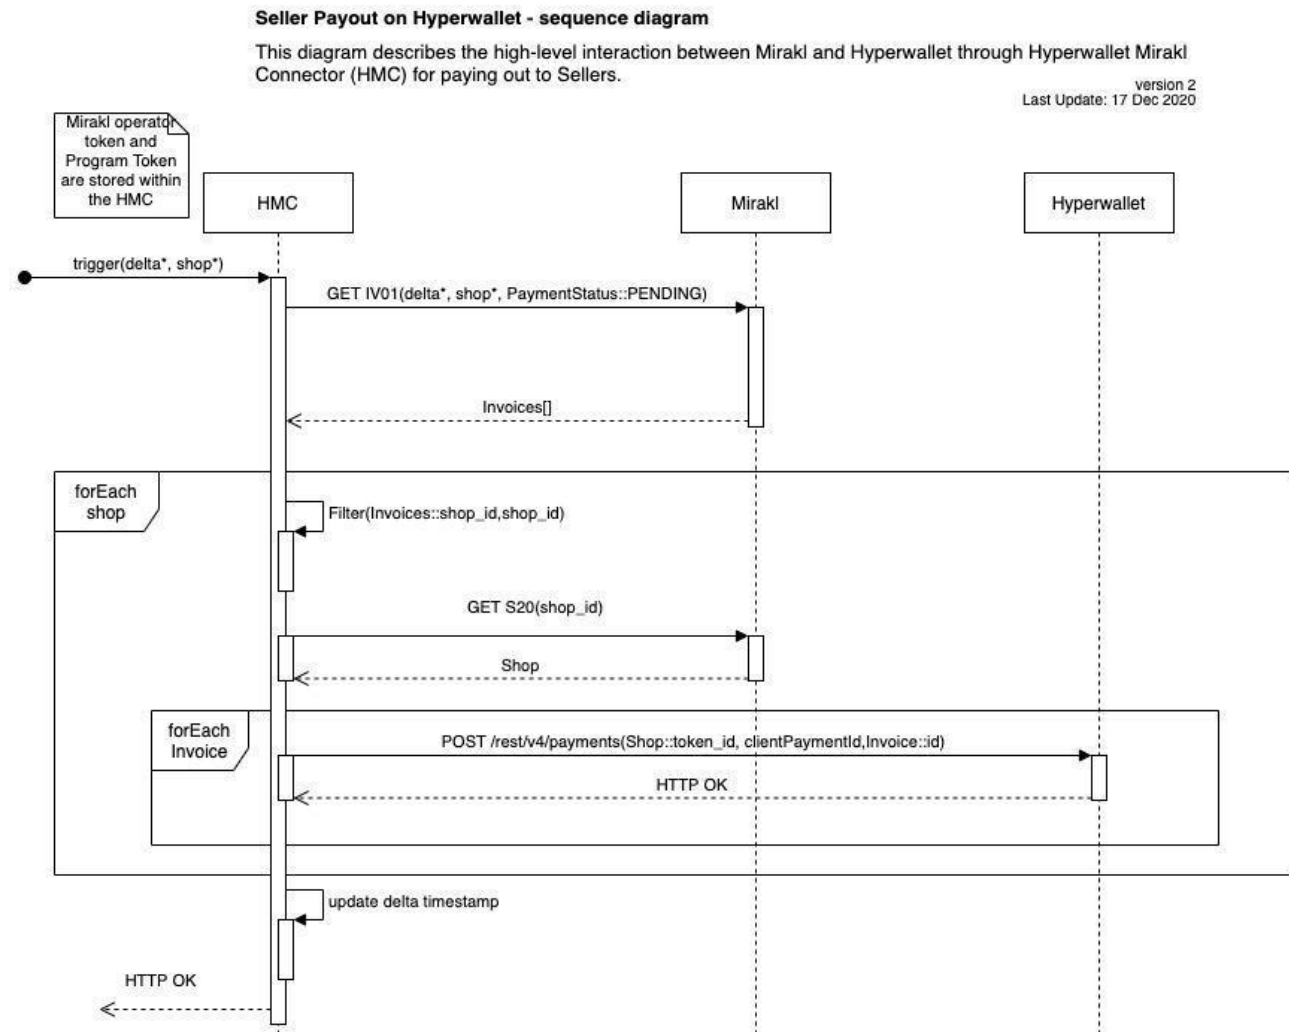 Seller Payout on Hyperwallet - sequence diagram
This diagram describes the high-level interaction between Mirakl and Hyperwallet through Hyperwallet Mirakl
Connector (HMC) for paying out to Sellers.
version 2
Last Update: 17 Dec 2020
Mirakl operator
token and
Program Token
are stored within
the HMC
HMC
Mirakl
Hyperwallet
trigger(delta*, shop*)
GET IV01(delta*, shop*, PaymentStatus::PENDING)
Invoices[]
forEach
shop
Filter(Invoices::shop_id,shop_id)
GET S20(shop_id)
Shop
forEach
Invoice
POST /rest/v4/payments(Shop::token_id, clientPaymentId,Invoice::id)
HTTP OK
update delta timestamp
HTTP OK